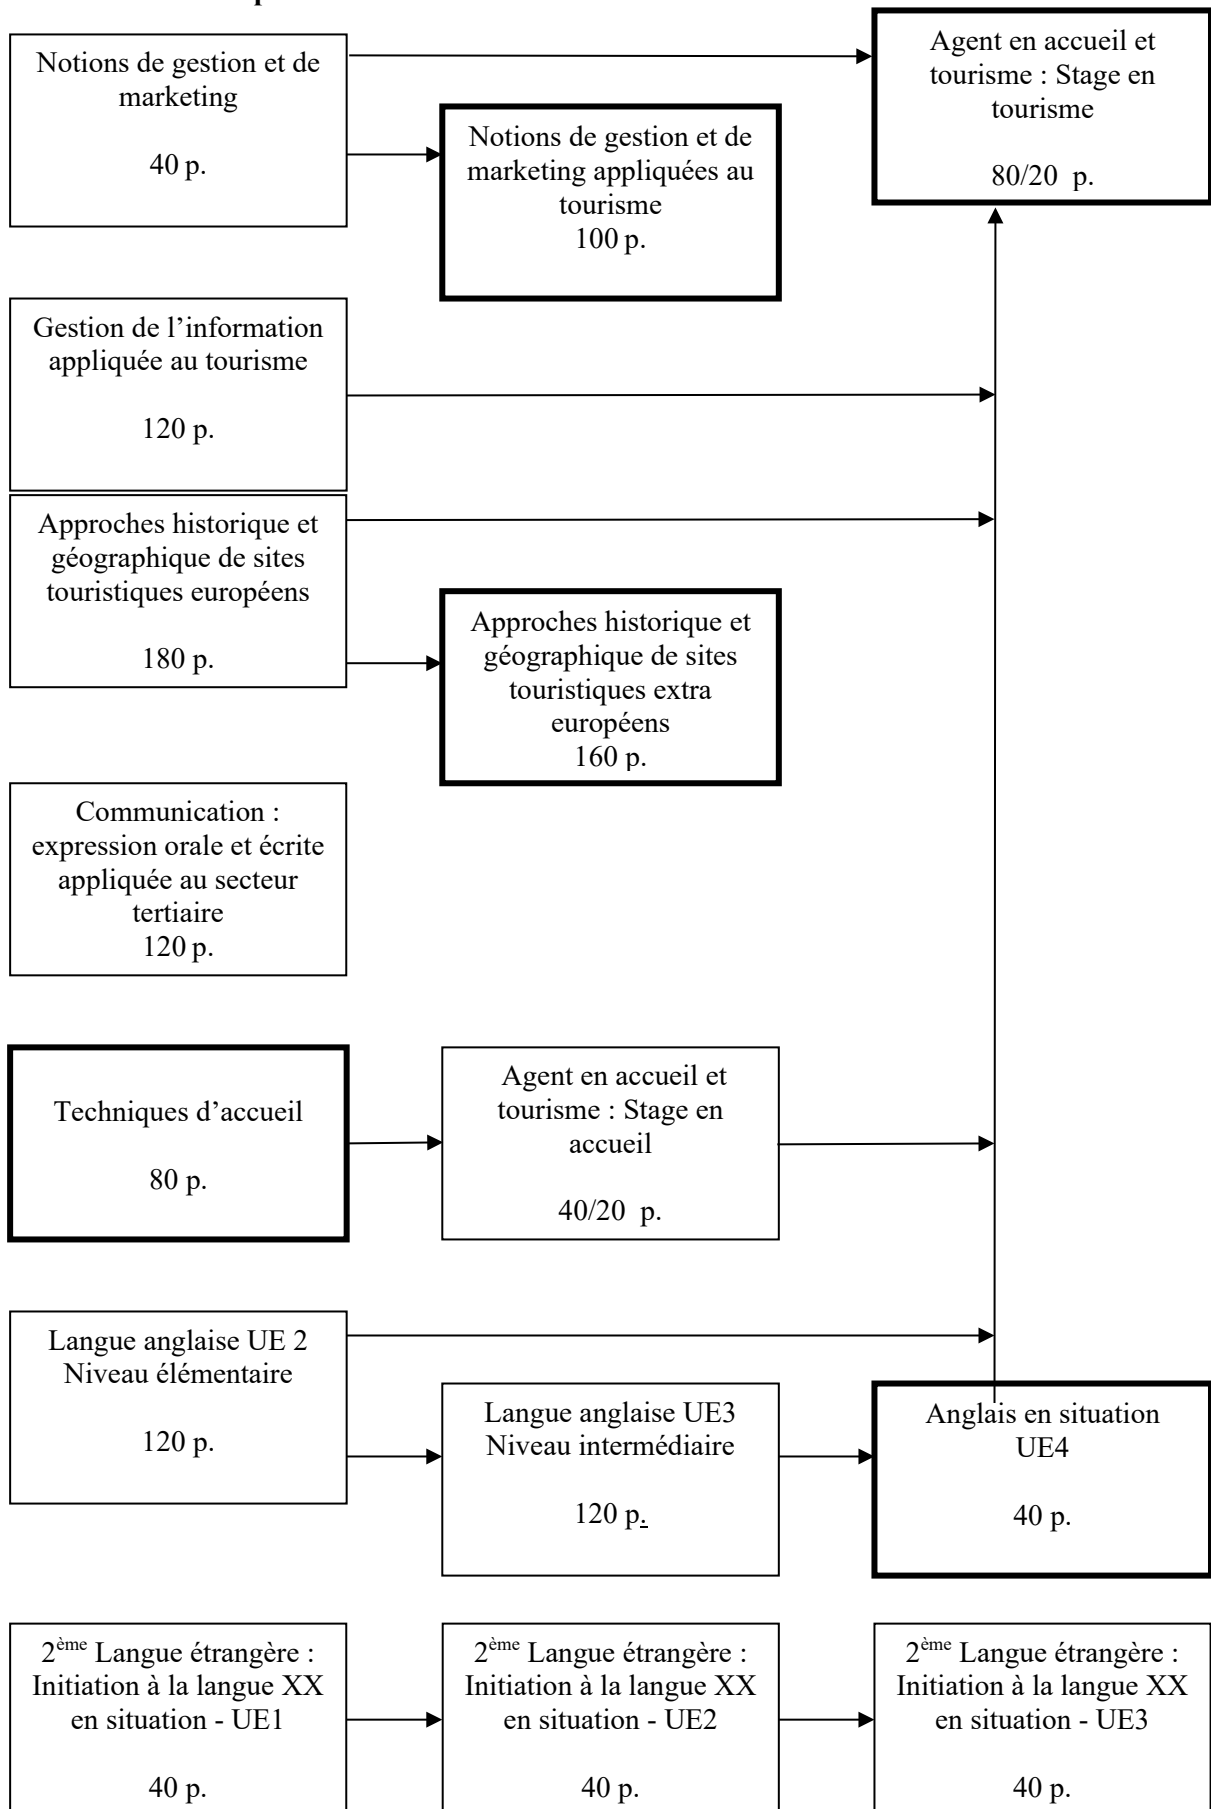 Notions de gestion et de
marketing
40 p.
Agent en accueil et
tourisme : Stage en
tourisme
80/20 p.
Notions de gestion et de
marketing appliquées au
tourisme
100 p.
Gestion de l’information
appliquée au tourisme
120 p.
Approches historique et
géographique de sites
touristiques européens
180 p.
Approches historique et
géographique de sites
touristiques extra
européens
160 p.
Communication :
expression orale et écrite
appliquée au secteur
tertiaire
120 p.
Techniques d’accueil
80 p.
Agent en accueil et
tourisme : Stage en
accueil
40/20 p.
Langue anglaise UE 2
Niveau élémentaire
120 p.
Langue anglaise UE3
Niveau intermédiaire
120 p.
Anglais en situation
UE4
40 p.
2ème Langue étrangère :
Initiation à la langue XX
en situation - UE1
40 p.
2ème Langue étrangère :
Initiation à la langue XX
en situation - UE2
40 p.
2ème Langue étrangère :
Initiation à la langue XX
en situation - UE3
40 p.